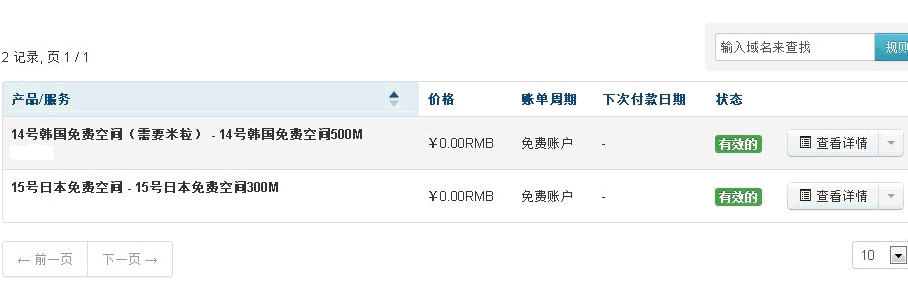 输入域名来查找
规则
2 记录, 页 1 / 1
产品/服务 价格 账单周期 下次付款日期 状态
14号韩国免费空间（需要米粒） - 14号韩国免费空间500M ￥0.00RMB 免费账户 - 有效的 查看详情
15号日本免费空间 - 15号日本免费空间300M ￥0.00RMB 免费账户 - 有效的 查看详情
← 前一页 下一页 →
10